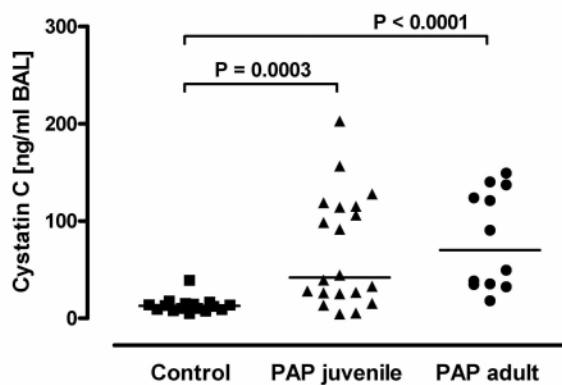 300
P < 0.0001
P = 0.0003
200
100
0
Cystatin C [ng/ml BAL]
Control PAP juvenile PAP adult